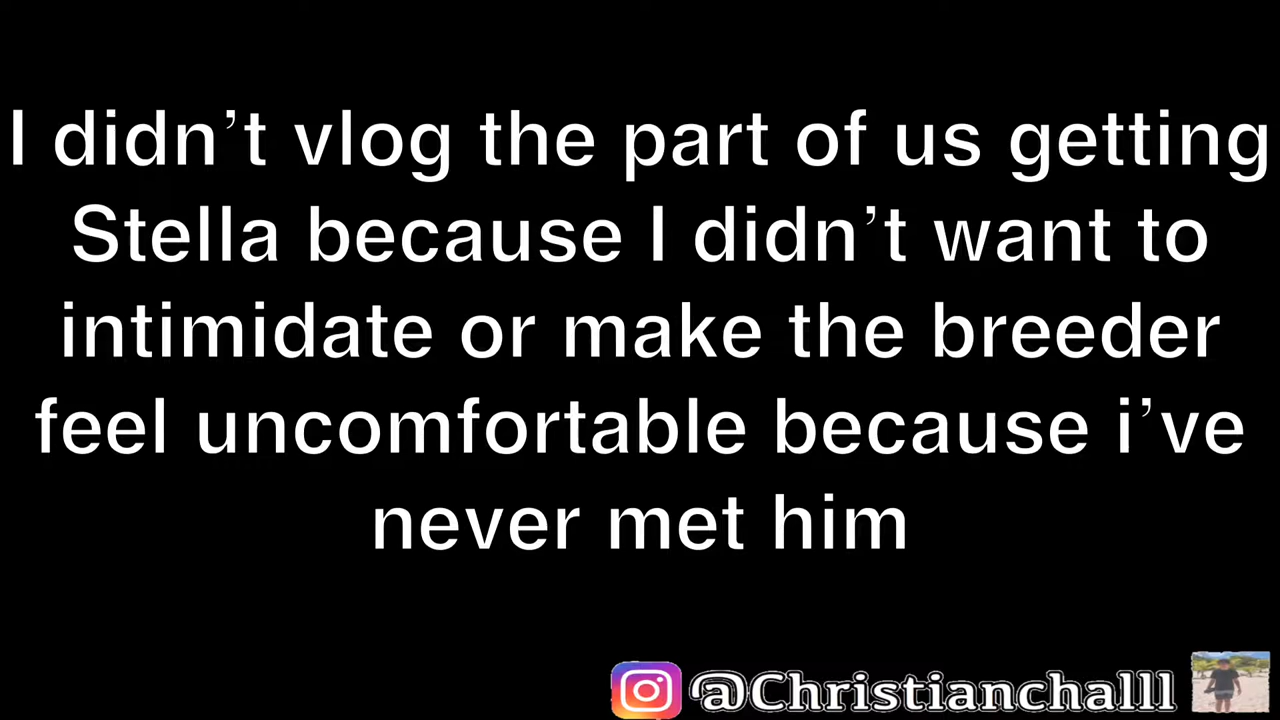 I didn’t vlog the part of us getting
Stella because I didn’t want to
intimidate or make the breeder
feel uncomfortable because i’ve
never met him
@Christianchalll